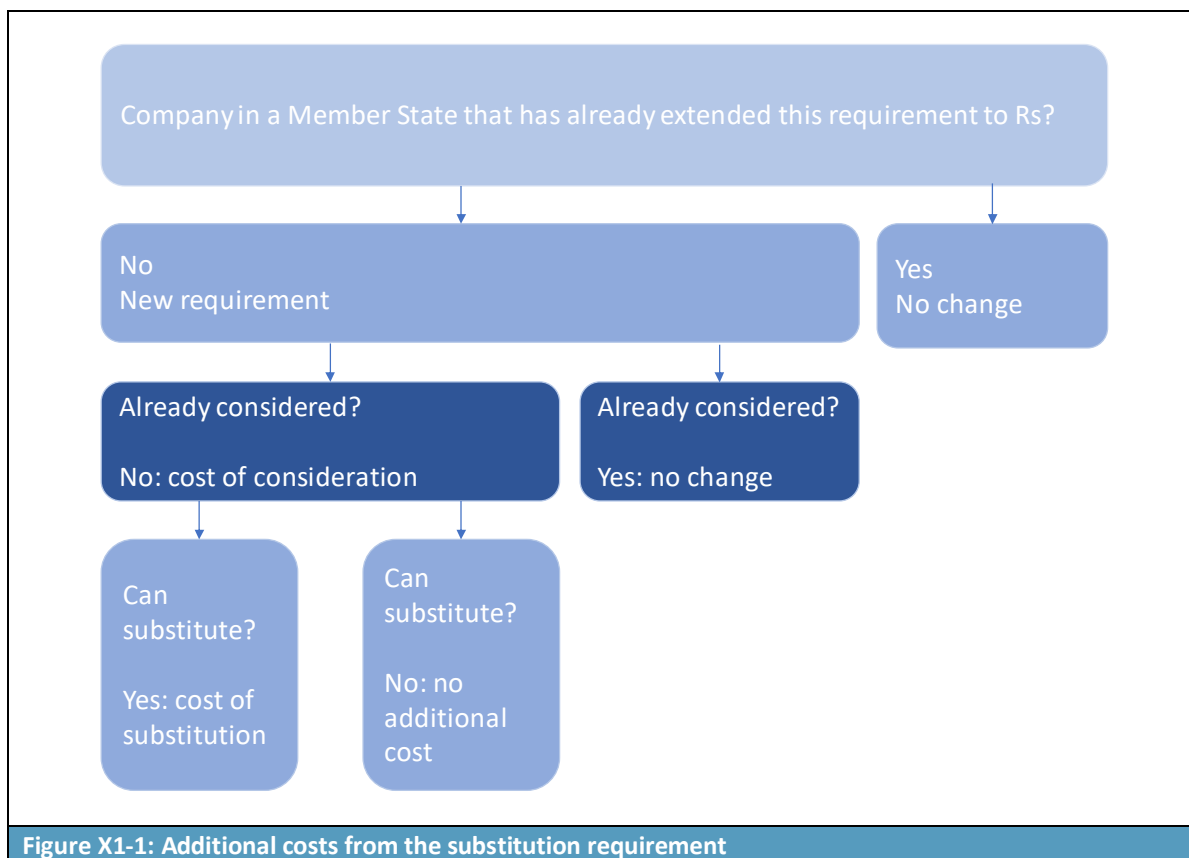 Company in a Member State that has already extended this requirement to Rs?
No
New requirement
Yes
No change
Already considered?
No: cost of consideration
Already considered?
Yes: no change
Can
substitute?
Yes: cost of
substitution
Can
substitute?
No: no
additional
cost
Figure X1-1: Additional costs from the substitution requirement